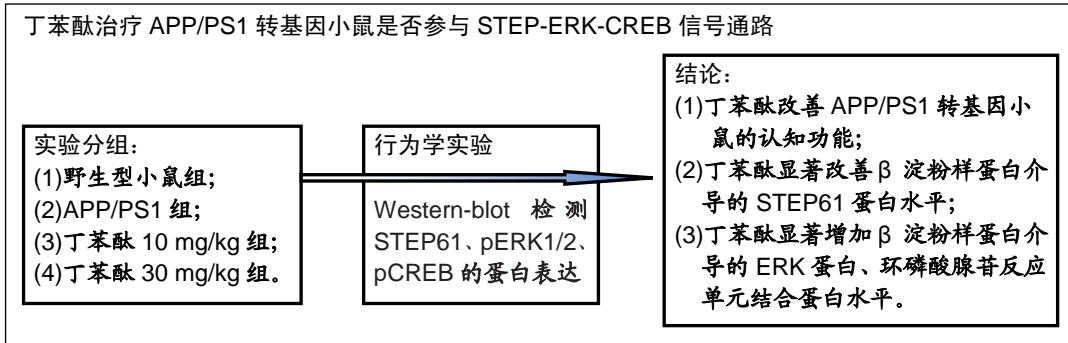 丁苯酞治疗 APP/PS1 转基因小鼠是否参与 STEP-ERK-CREB 信号通路
实验分组：
(1)野生型小鼠组；
(2)APP/PS1 组；
(3)丁苯酞 10 mg/kg 组；
(4)丁苯酞 30 mg/kg 组。
行为学实验
Western-blot 检测
STEP61、pERK1/2、
pCREB 的蛋白表达
结论：
(1)丁苯酞改善 APP/PS1 转基因小
鼠的认知功能；
(2)丁苯酞显著改善 β 淀粉样蛋白介
导的 STEP61 蛋白水平；
(3)丁苯酞显著增加 β 淀粉样蛋白介
导的 ERK 蛋白、环磷酸腺苷反应
单元结合蛋白水平。